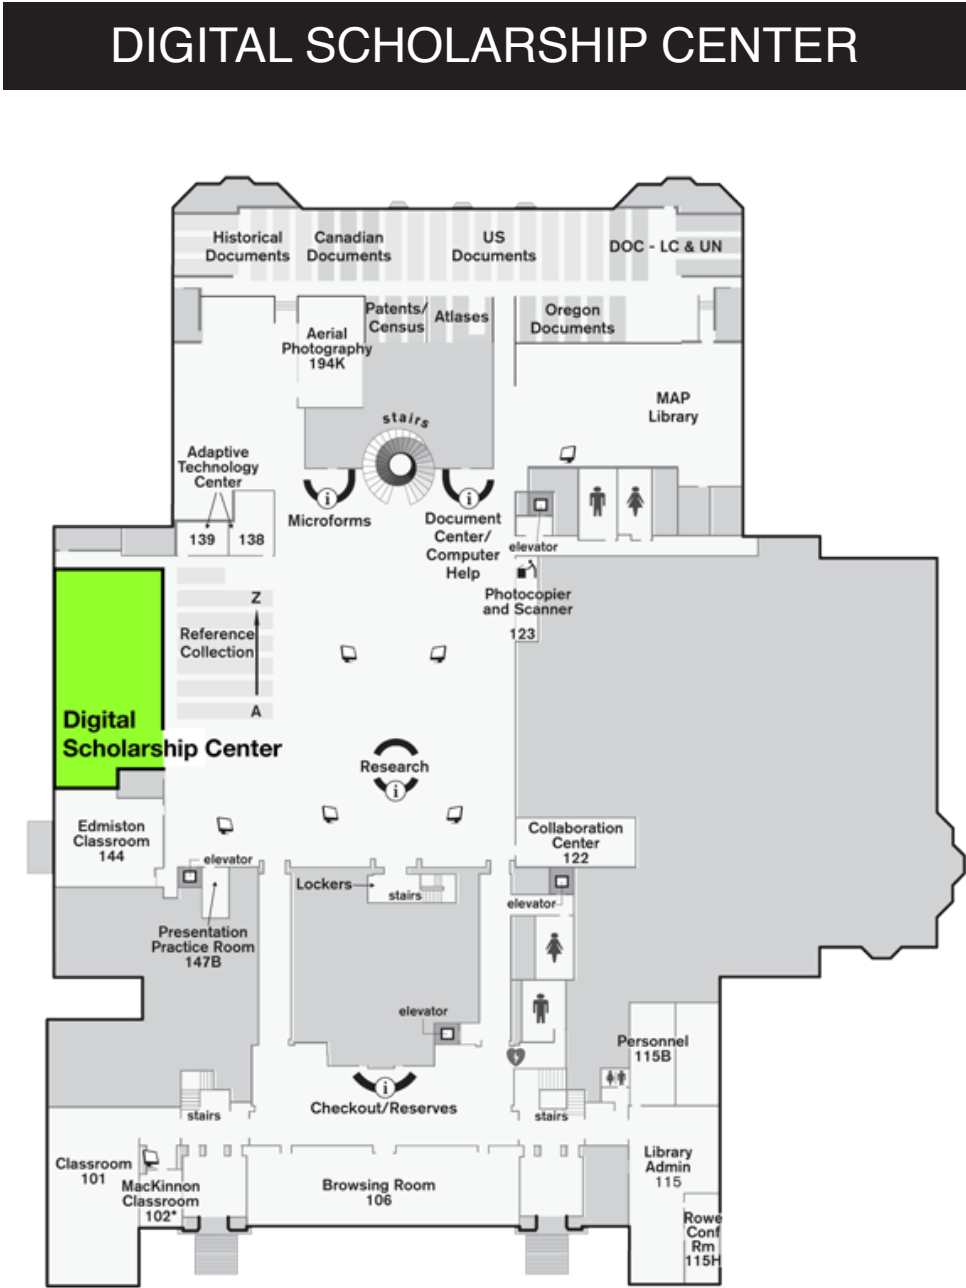 DIGITAL SCHOLARSHIP CENTER
Historical
Documents
Canadian
Documents
US
Documents
DOC - LC & UN
Patents/
Census
Atlases
Oregon
Documents
Aerial
Photography
194K
MAP
Library
stairs
Adaptive
Technology
Center
139
138
i
Microforms
i
Document
Center/
Computer
Help
elevator
Photocopier
and Scanner
123
Z
Reference
Collection
A
Digital
Scholarship Center
Research
i
Edmiston
Classroom
144
Collaboration
Center
122
elevator
Lockers
stairs
elevator
Presentation
Practice Room
147B
elevator
Personnel
115B
i
Checkout/Reserves
stairs
stairs
Classroom
101
MacKinnon
Classroom
102*
Browsing Room
106
Library
Admin
115
Rowe
Conf
Rm
115H